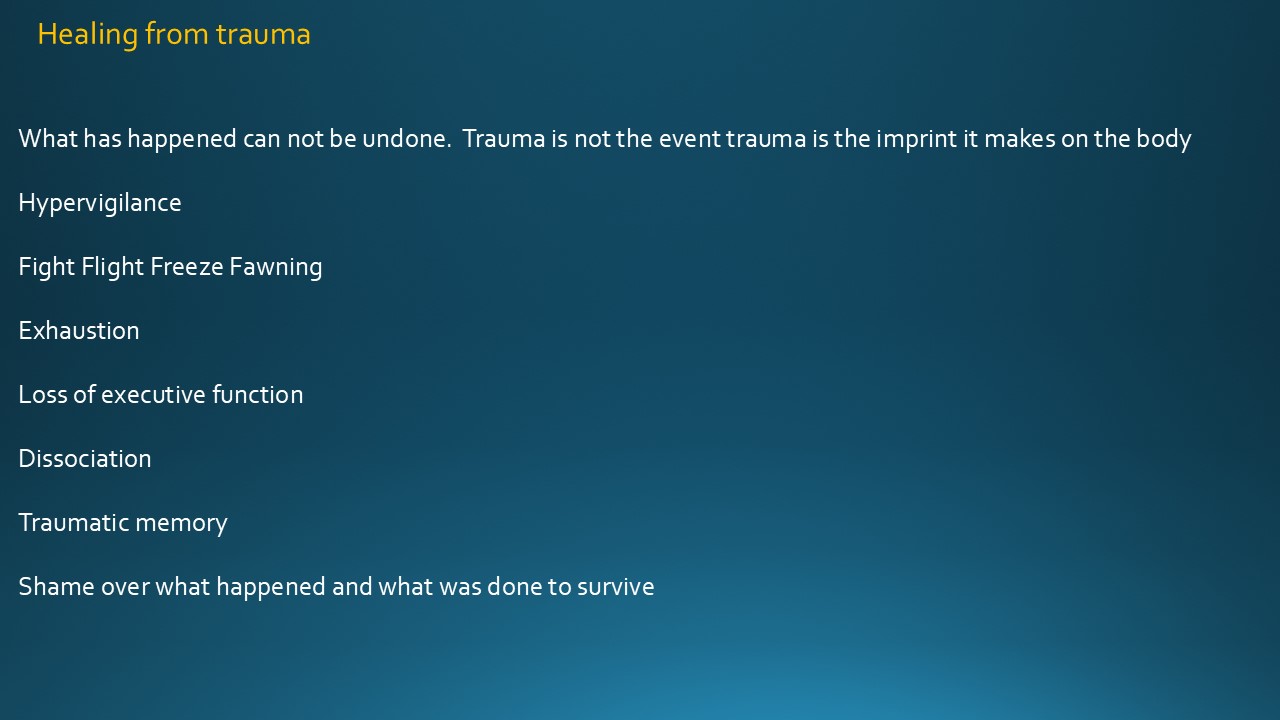 Healing from trauma
What has happened can not be undone.  Trauma is not the event trauma is the imprint it makes on the body
Hypervigilance
Fight Flight Freeze Fawning
Exhaustion
Loss of executive function
Dissociation
Traumatic memory
Shame over what happened and what was done to survive